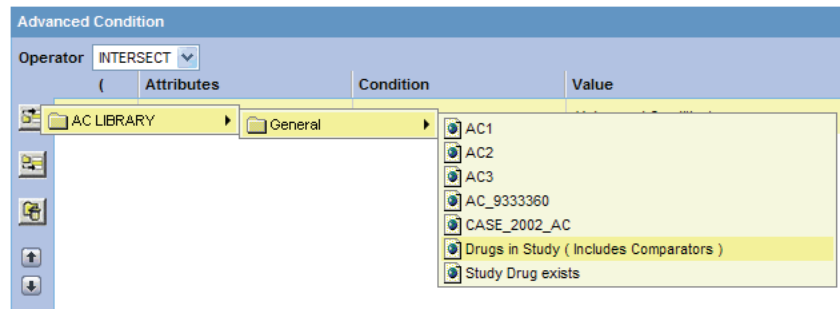 Advanced Condition
Operator INTERSECT
( Attributes Condition Value
AC LIBRARY
General
AC1
AC2
AC3
AC_9333360
CASE_2002_AC
Drugs in Study ( Includes Comparators )
Study Drug exists